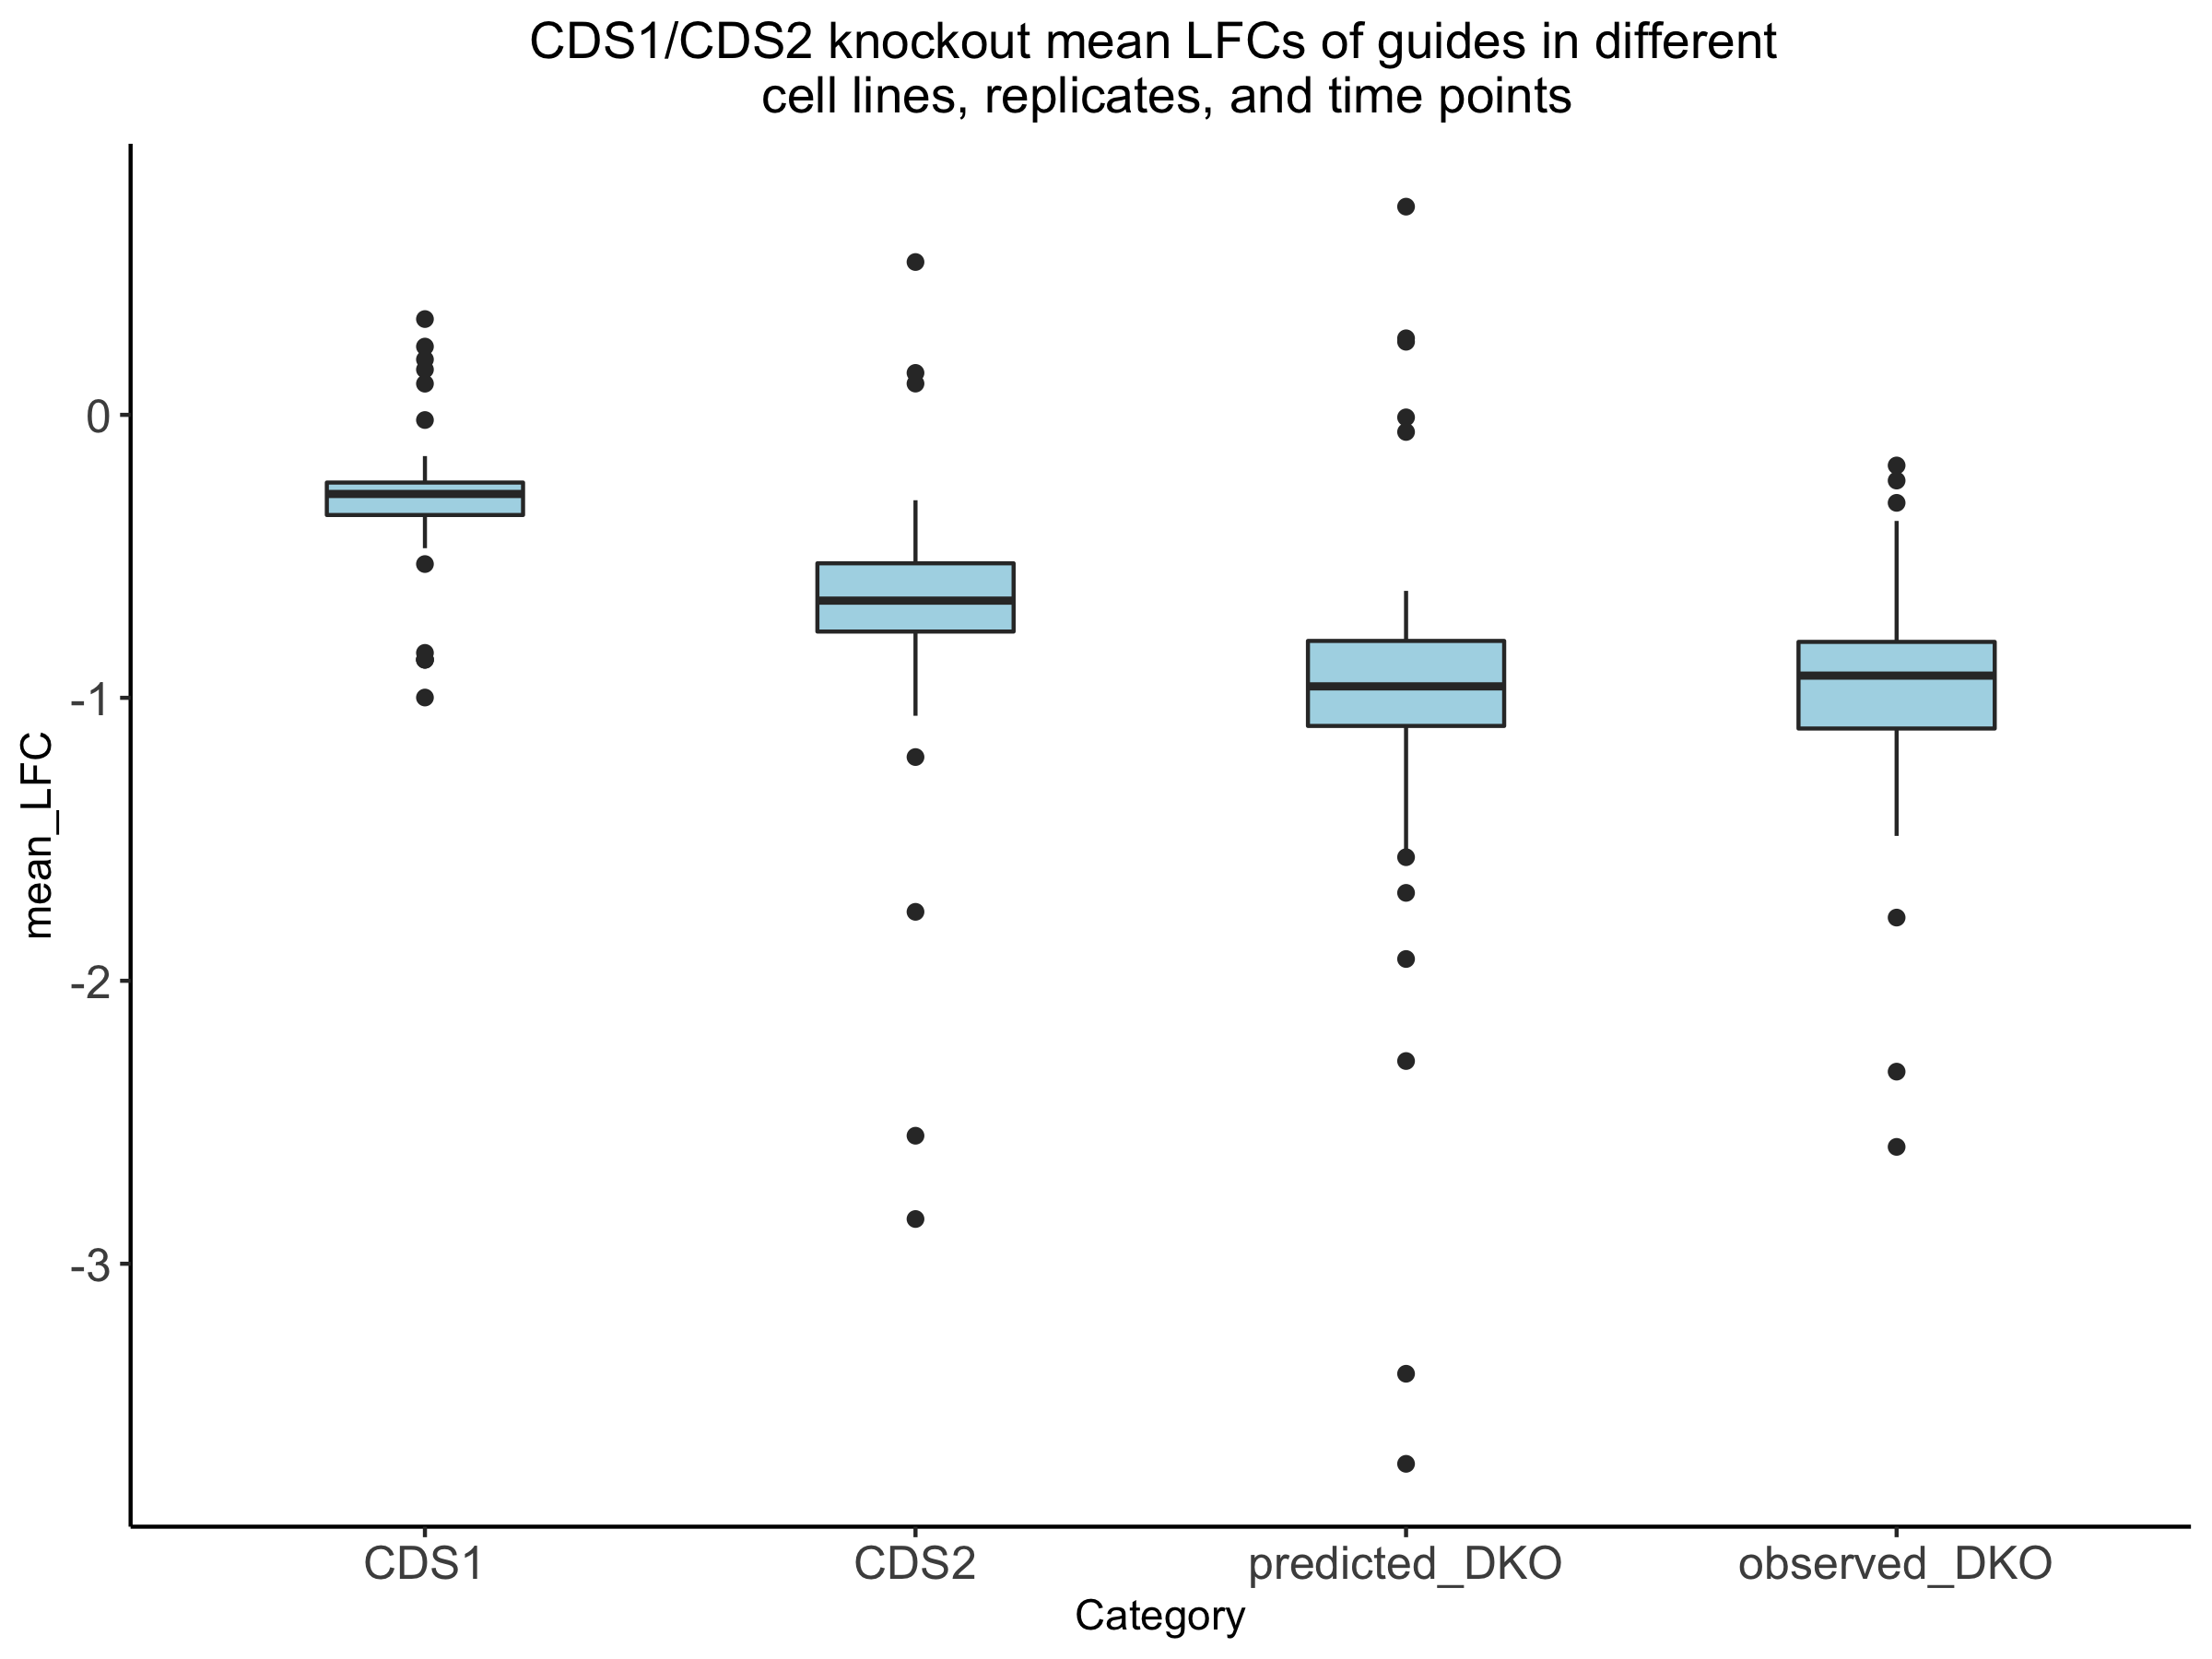 CDS1/CDS2 knockout mean LFCs of guides in different
cell lines, replicates, and time points
mean_LFC
0
-1
-2
-3
CDS1
CDS2
predicted_DKO
observed_DKO
Category